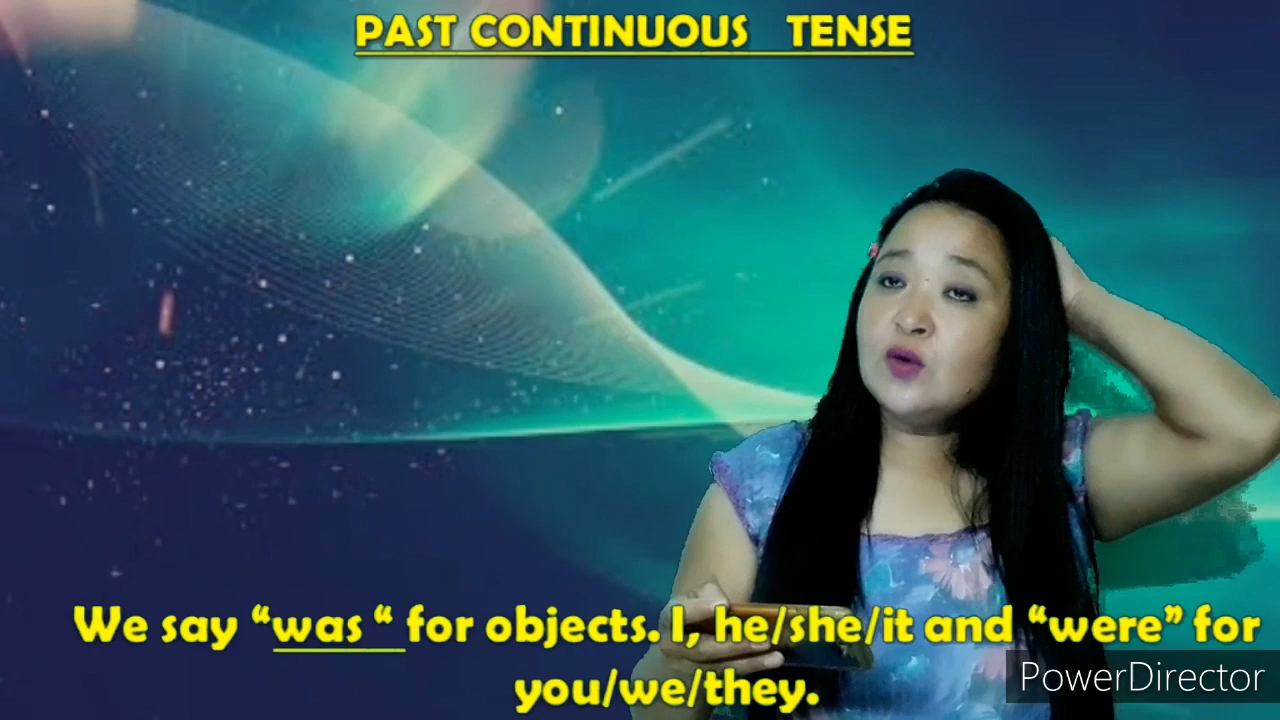 PAST CONTINUOUS TENSE
We say “was “ for objects. I, he/she/it and “were” for
you/we/they.
PowerDirector